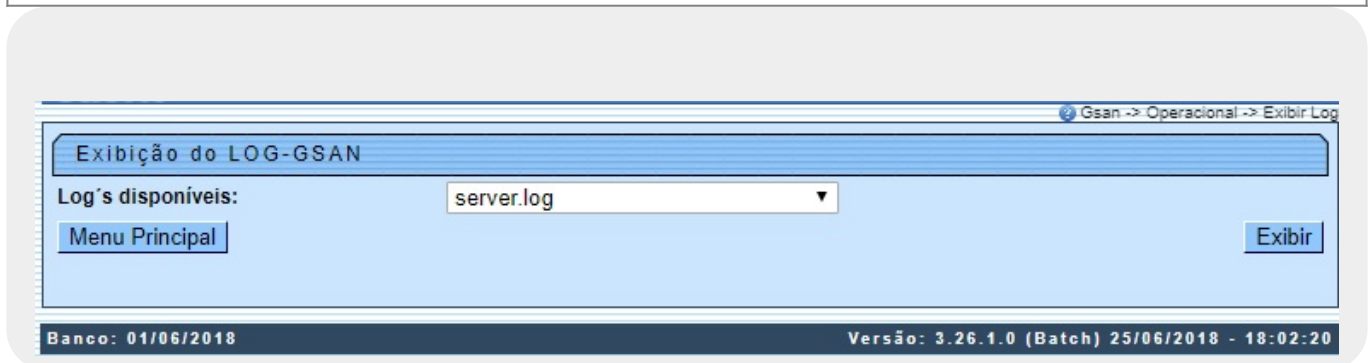 Gsan -> Operacional -> Exibir Log
Exibição do LOG-GSAN
Log´s disponíveis:
server.log
Menu Principal
Exibir
Banco: 01/06/2018
Versão: 3.26.1.0 (Batch) 25/06/2018 - 18:02:20